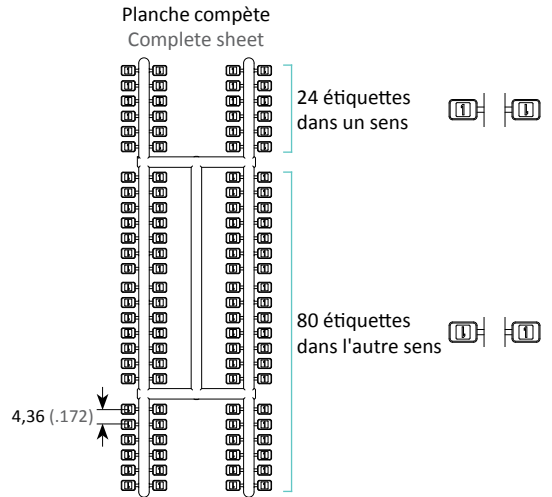 Planche compète
Complete sheet
24 étiquettes
dans un sens
80 étiquettes
dans l'autre sens
4,36 (.172)